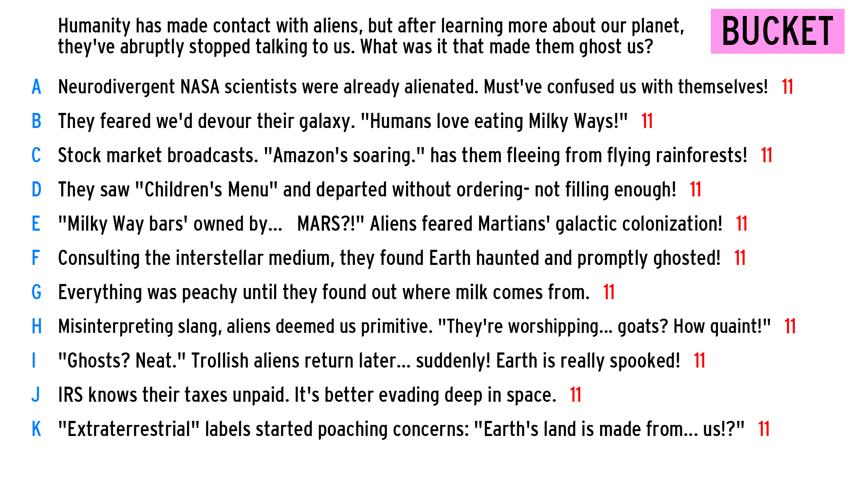 Humanity has made contact with aliens, but after learning more about our planet,
they've abruptly stopped talking to us. What was it that made them ghost us?
BUCKET
A Neurodivergent NASA scientists were already alienated. Must've confused us with themselves! 11
B They feared we'd devour their galaxy. "Humans love eating Milky Ways!" 11
C Stock market broadcasts. "Amazon's soaring." has them fleeing from flying rainforests! 11
D They saw "Children's Menu" and departed without ordering- not filling enough! 11
E "Milky Way bars' owned by... MARS?!" Aliens feared Martians' galactic colonization! 11
F Consulting the interstellar medium, they found Earth haunted and promptly ghosted! 11
G Everything was peachy until they found out where milk comes from. 11
H Misinterpreting slang, aliens deemed us primitive. "They're worshipping... goats? How quaint!" 11
I "Ghosts? Neat." Trollish aliens return later... suddenly! Earth is really spooked! 11
J IRS knows their taxes unpaid. It's better evading deep in space. 11
K "Extraterrestrial" labels started poaching concerns: "Earth's land is made from... us!?" 11